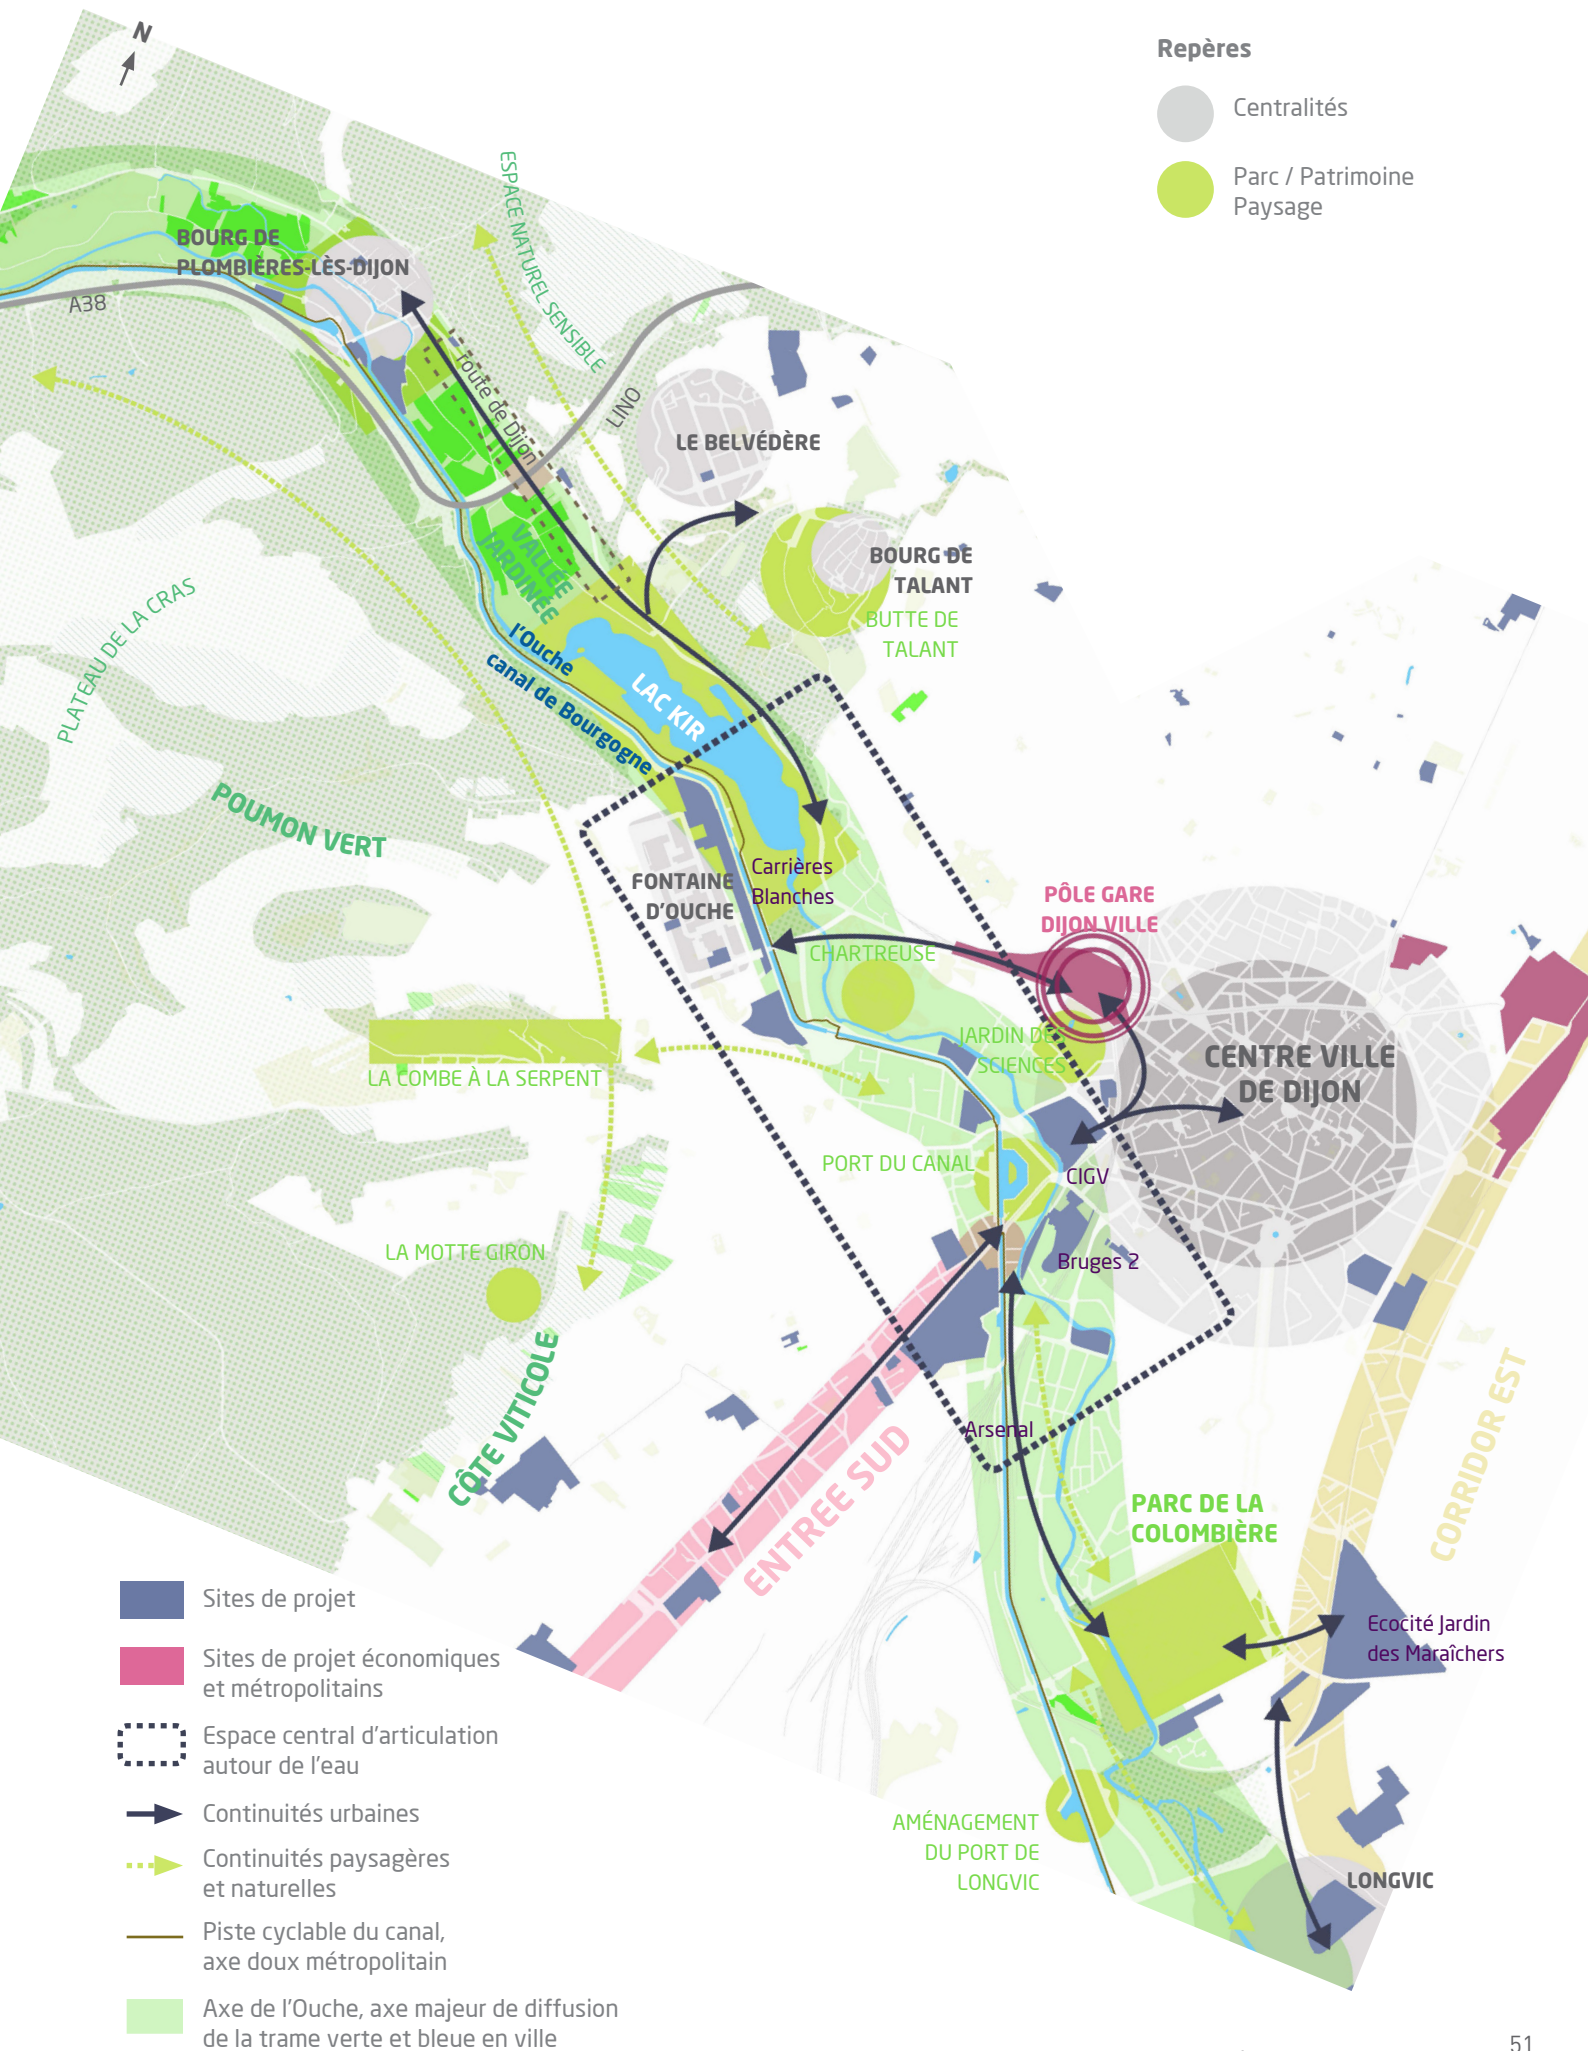 N
Repères
Centralités
Parc / Patrimoine
Paysage
ESPACE NATUREL SENSIBLE
BOURG DE
PLOMBIÈRES-LÈS-DIJON
A38
route de Dijon
LINO
LE BELVÉDÈRE
VALLÉE
JARDINÉE
BOURG DE
TALANT
BUTTE DE
TALANT
PLATEAU DE LA CRAS
l'Ouche
canal de Bourgogne
LAC KIR
POUMON VERT
FONTAINE
D'OUCHE
Carrières
Blanches
PÔLE GARE
DIJON VILLE
CHARTREUSE
JARDIN DES
SCIENCES
CENTRE VILLE
DE DIJON
LA COMBE À LA SERPENT
PORT DU CANAL
CIGV
LA MOTTE GIRON
Bruges 2
CÔTE VITICOLE
Arsenal
ENTREE SUD
CORRIDOR EST
PARC DE LA
COLOMBIÈRE
Ecocité Jardin
des Maraîchers
AMÉNAGEMENT
DU PORT DE
LONGVIC
LONGVIC
Sites de projet
Sites de projet économiques
et métropolitains
Espace central d'articulation
autour de l'eau
Continuités urbaines
Continuités paysagères
et naturelles
Piste cyclable du canal,
axe doux métropolitain
Axe de l'Ouche, axe majeur de diffusion
de la trame verte et bleue en ville
51